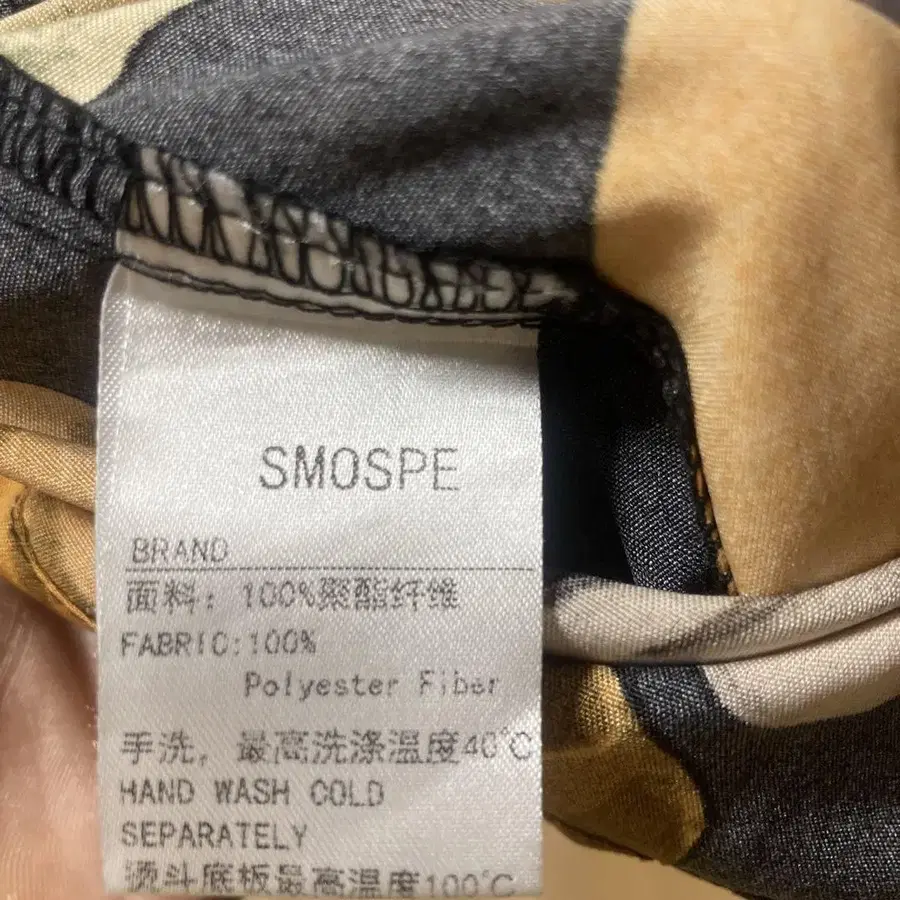 SMOSPE
BRAND
面料：100%聚酯纤维
FABRIC:100%
Polyester Fiber
手洗，最高洗涤温度40℃
HAND WASH COLD
SEPARATELY
烫斗底板最高温度100℃